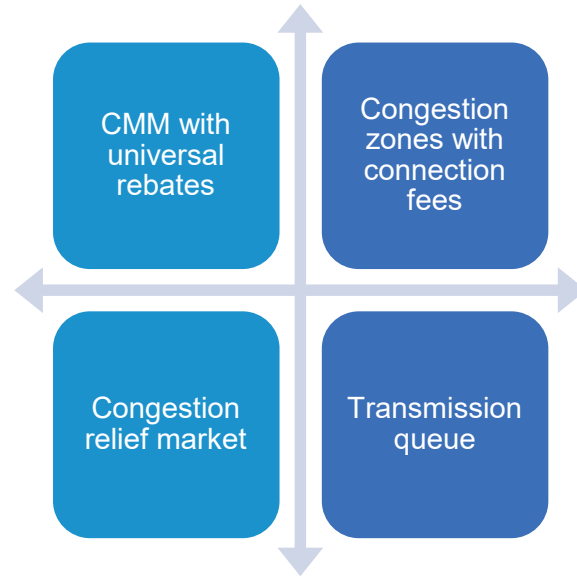 CMM with
universal
rebates
Congestion
zones with
connection
fees
Congestion
relief market
Transmission
queue